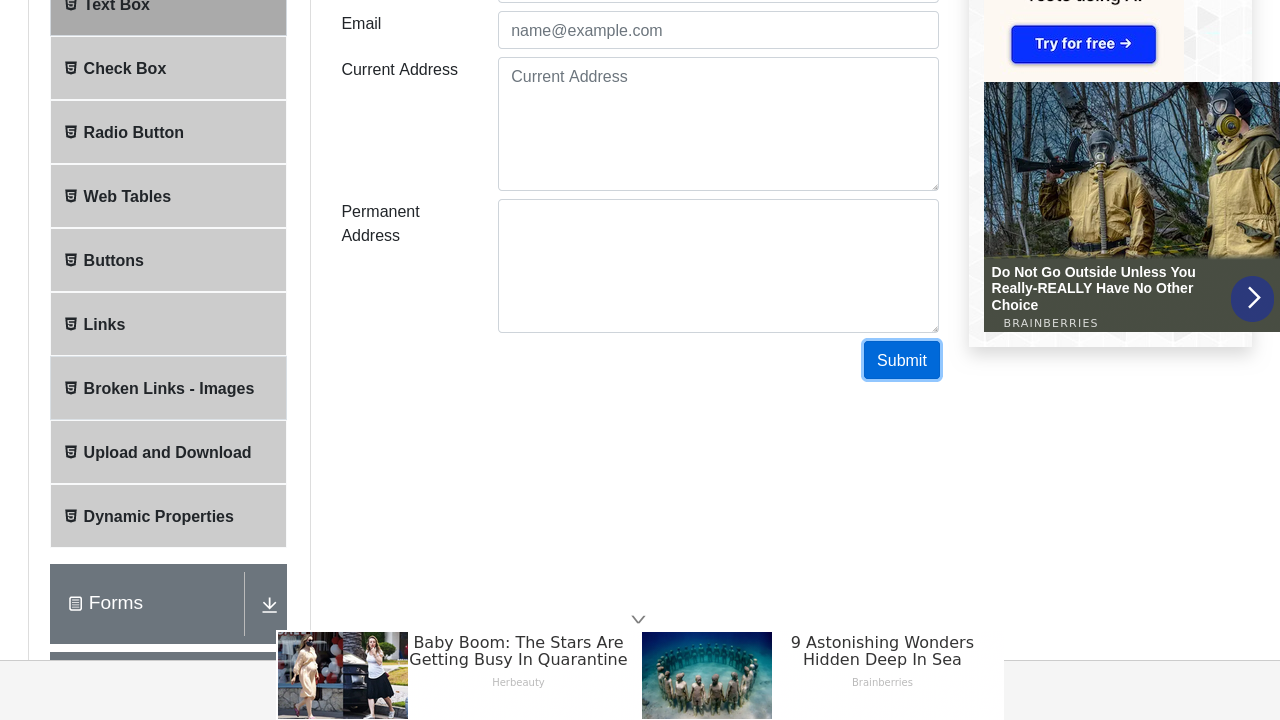 Text Box
Check Box
Radio Button
Web Tables
Buttons
Links
Broken Links - Images
Upload and Download
Dynamic Properties
Forms
Email
name@example.com
Current Address
Current Address
Permanent
Address
Submit
Try for free →
Do Not Go Outside Unless You
Really-REALLY Have No Other
Choice
BRAINBERRIES
Baby Boom: The Stars Are
Getting Busy In Quarantine
Herbeauty
9 Astonishing Wonders
Hidden Deep In Sea
Brainberries